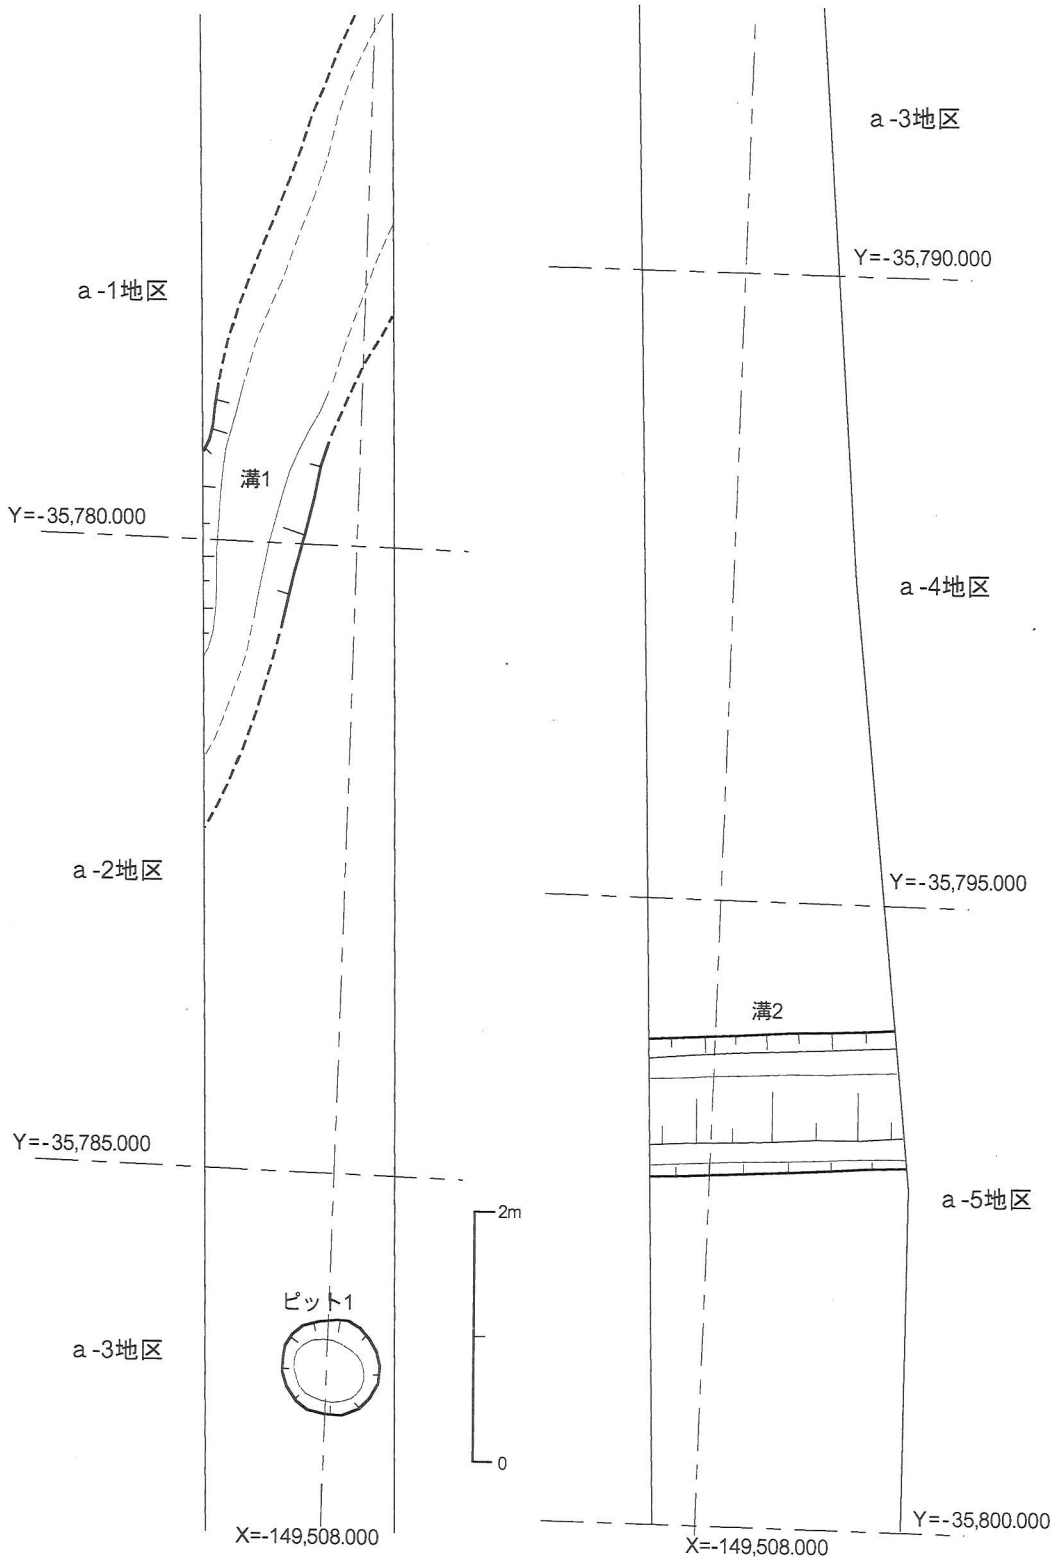 a-1地区
溝1
Y=-35,780.000
a-2地区
Y=-35,785.000
ピット1
a-3地区
X=-149,508.000
2m
0
a-3地区
Y=-35,790.000
a-4地区
Y=-35,795.000
溝2
a-5地区
Y=-35,800.000
X=-149,508.000